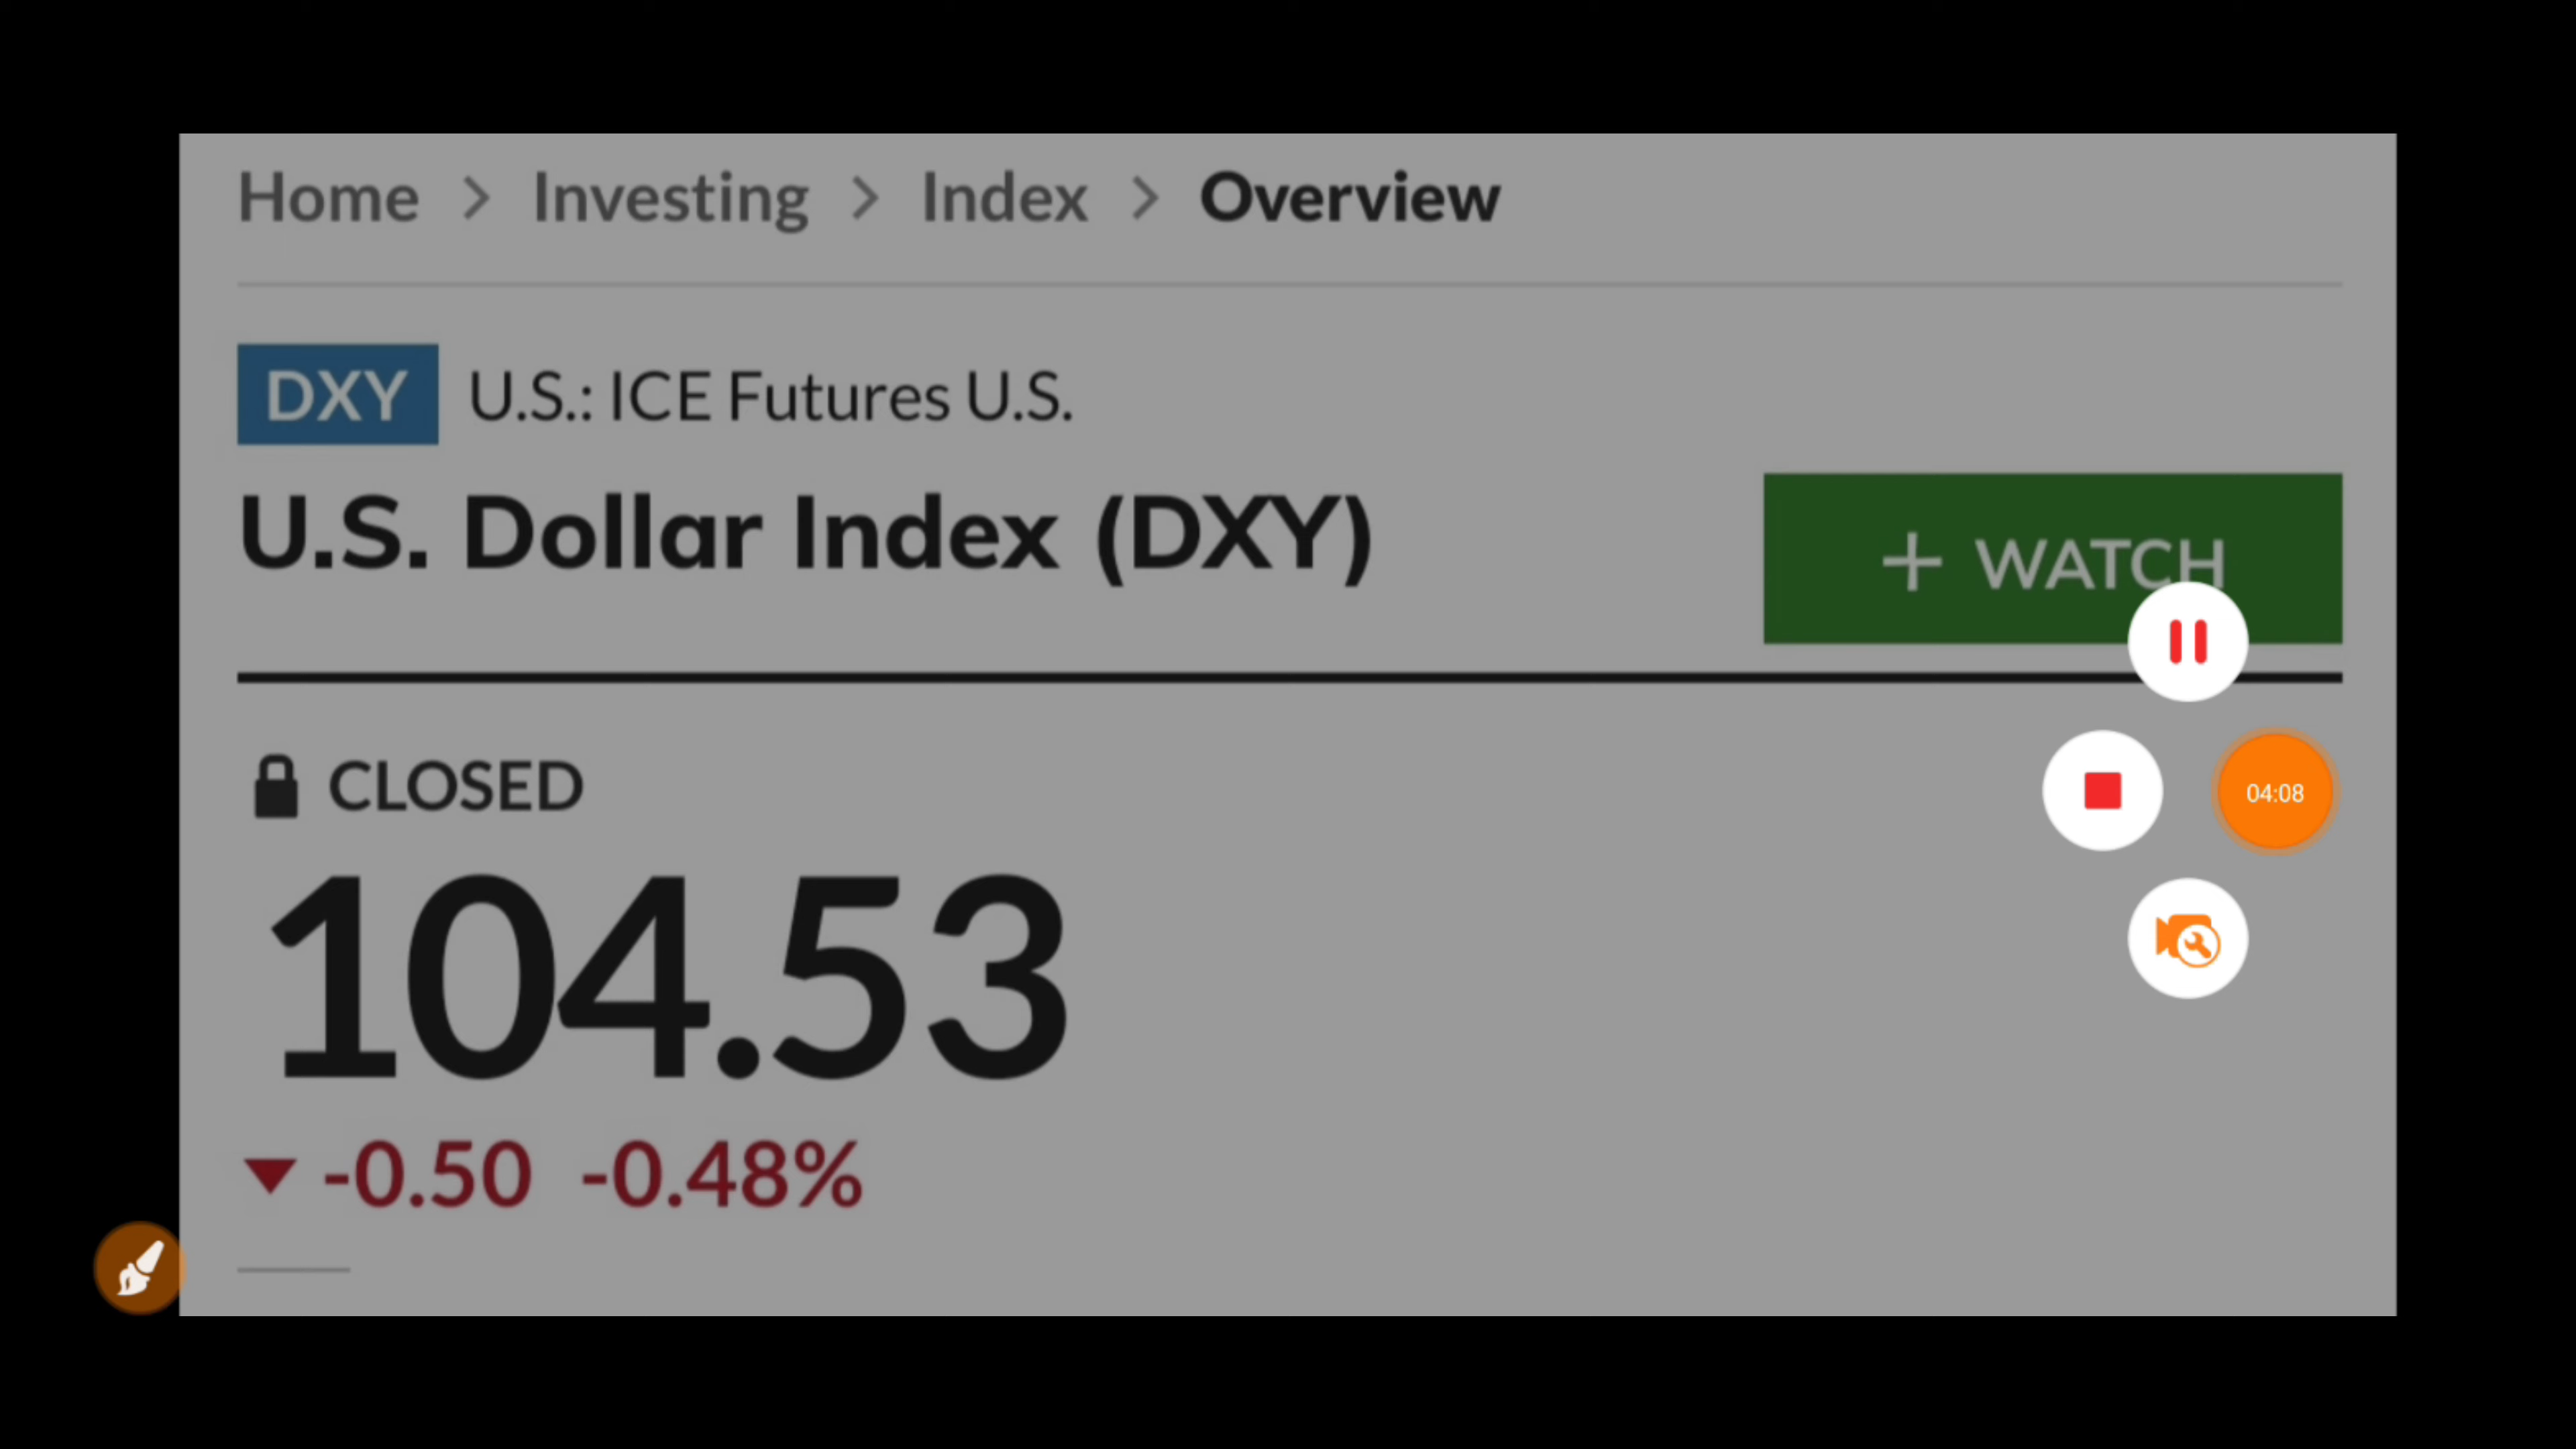 Home > Investing > Index > Overview
DXY U.S.: ICE Futures U.S.
U.S. Dollar Index (DXY)
+ WATCH
CLOSED
04:08
104.53
-0.50 -0.48%